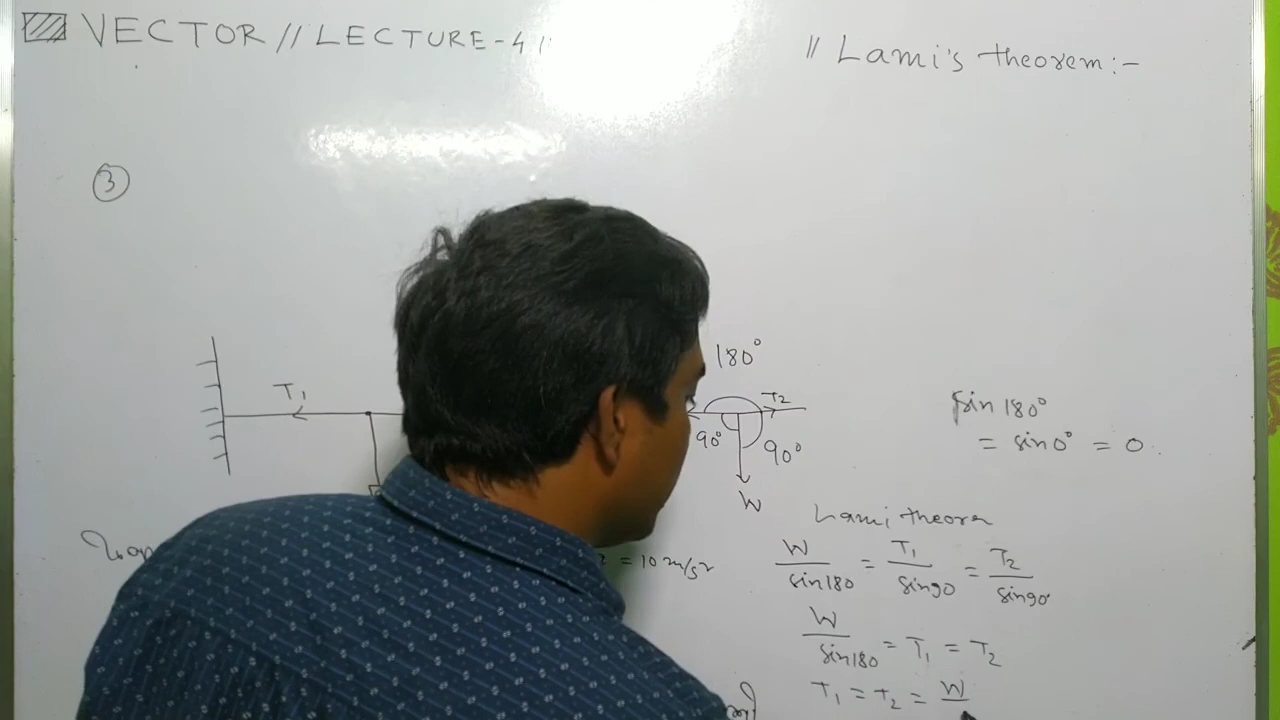 VECTOR // LECTURE-4 //
// Lami's theorem:-
③
T₁
180°
T₂
90°
90°
W
sin 180°
= sin 0° = 0.
= 10 m/s²
Lami theorem
W/sin180 = T₁/sin90 = T₂/sin90°
W/sin180 = T₁ = T₂
T₁ = T₂ = W